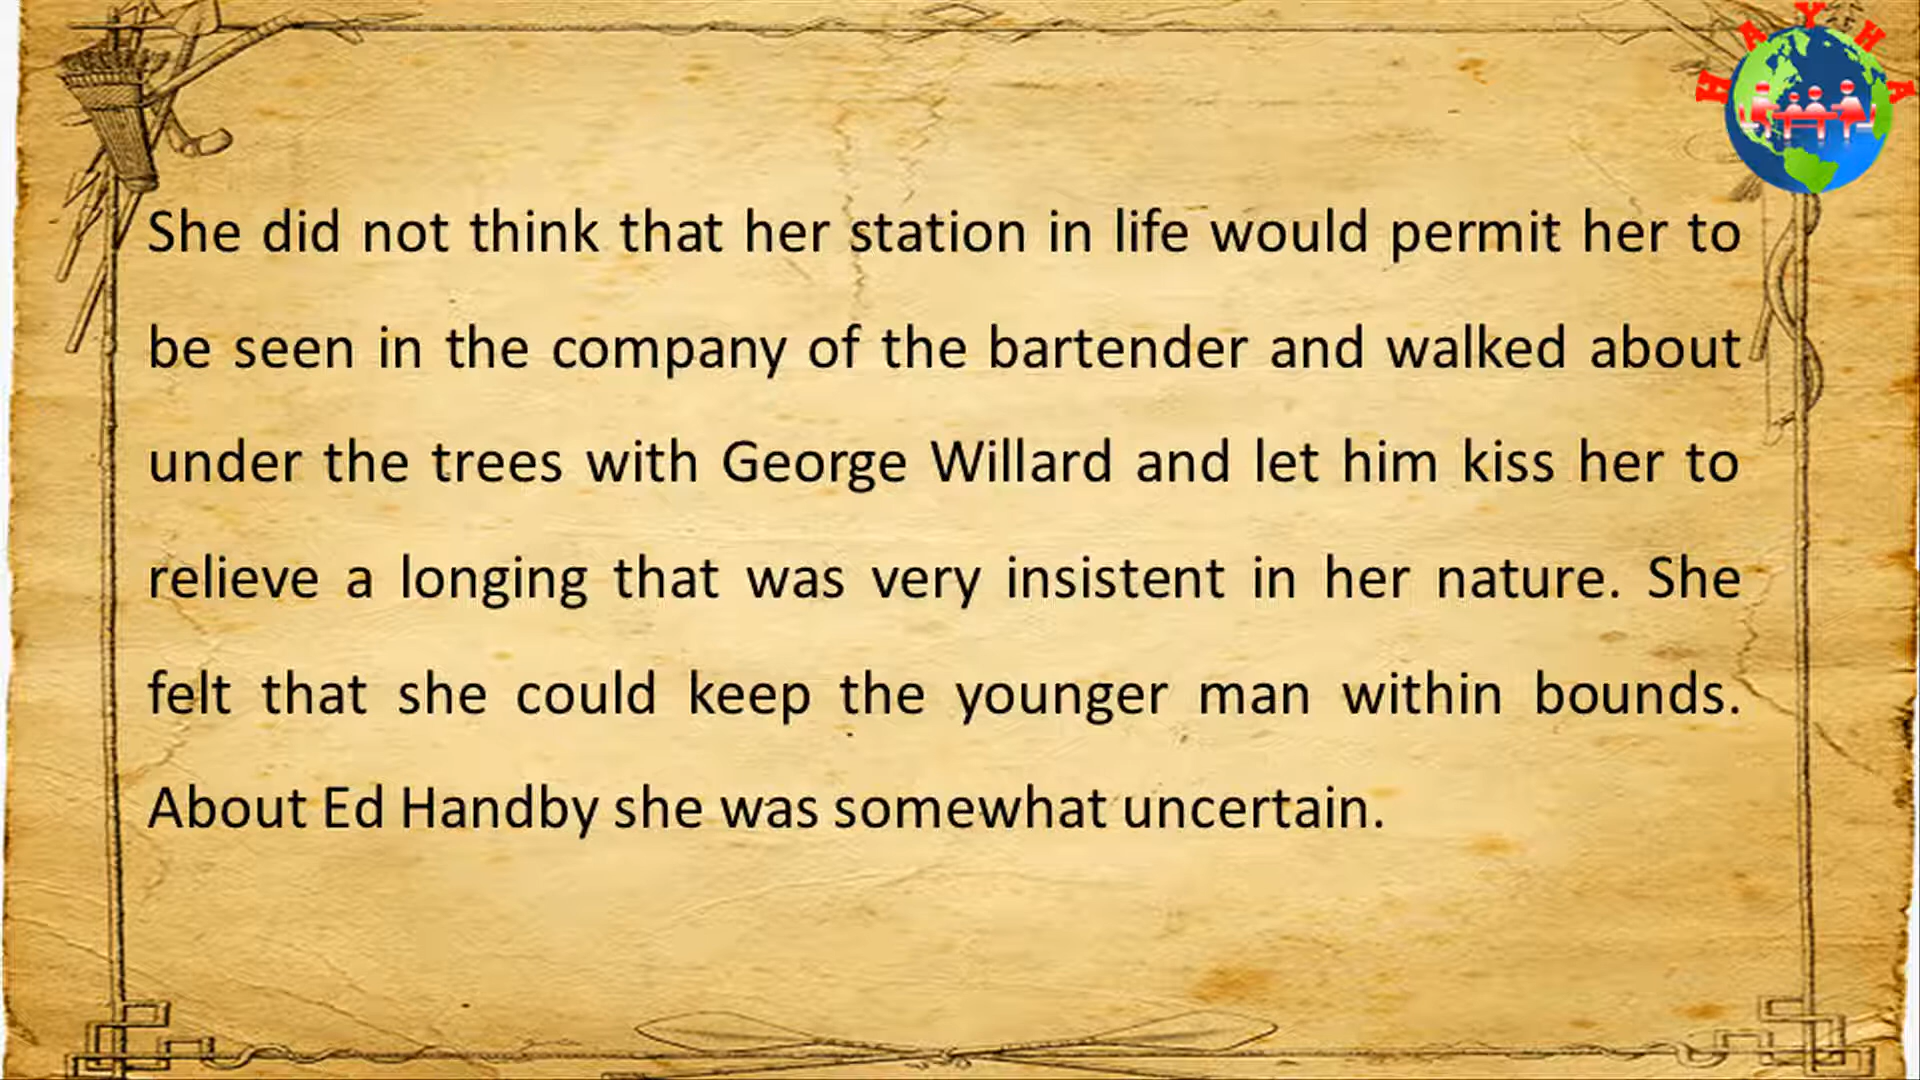 HAYHA
She did not think that her station in life would permit her to
be seen in the company of the bartender and walked about
under the trees with George Willard and let him kiss her to
relieve a longing that was very insistent in her nature. She
felt that she could keep the younger man within bounds.
About Ed Handby she was somewhat uncertain.